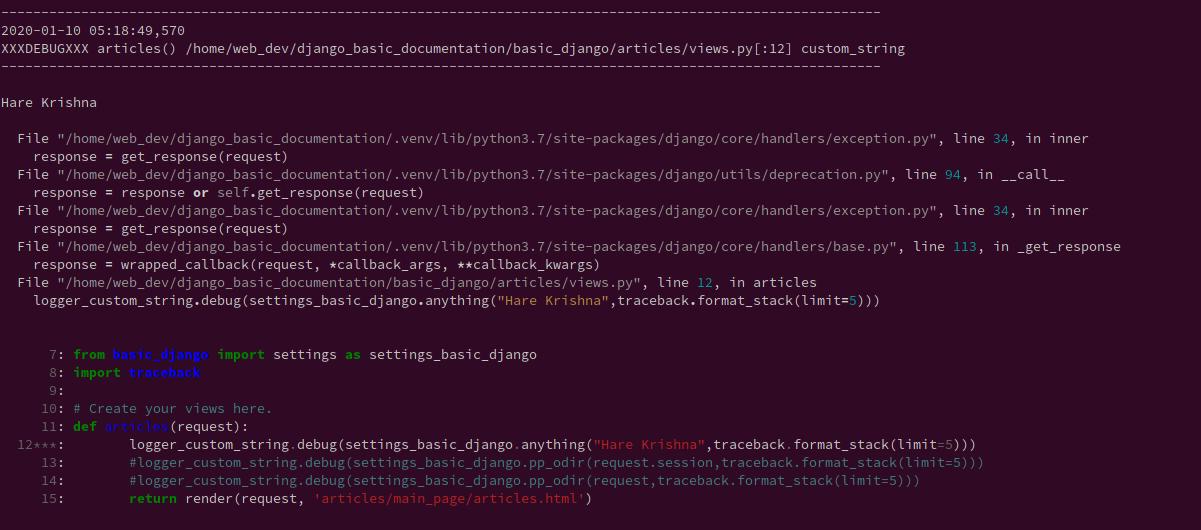 --------------------------------------------------------------------------------------------------------------
2020-01-10 05:18:49,570
XXXDEBUGXXX articles() /home/web_dev/django_basic_documentation/basic_django/articles/views.py[:12] custom_string
--------------------------------------------------------------------------------------------------------------
Hare Krishna
File "/home/web_dev/django_basic_documentation/.venv/lib/python3.7/site-packages/django/core/handlers/exception.py", line 34, in inner
response = get_response(request)
File "/home/web_dev/django_basic_documentation/.venv/lib/python3.7/site-packages/django/utils/deprecation.py", line 94, in __call__
response = response or self.get_response(request)
File "/home/web_dev/django_basic_documentation/.venv/lib/python3.7/site-packages/django/core/handlers/exception.py", line 34, in inner
response = get_response(request)
File "/home/web_dev/django_basic_documentation/.venv/lib/python3.7/site-packages/django/core/handlers/base.py", line 113, in _get_response
response = wrapped_callback(request, *callback_args, **callback_kwargs)
File "/home/web_dev/django_basic_documentation/basic_django/articles/views.py", line 12, in articles
logger_custom_string.debug(settings_basic_django.anything("Hare Krishna",traceback.format_stack(limit=5)))
7: from basic_django import settings as settings_basic_django
8: import traceback
9:
10: # Create your views here.
11: def articles(request):
12***: logger_custom_string.debug(settings_basic_django.anything("Hare Krishna",traceback.format_stack(limit=5)))
13: #logger_custom_string.debug(settings_basic_django.pp_odir(request.session,traceback.format_stack(limit=5)))
14: #logger_custom_string.debug(settings_basic_django.pp_odir(request,traceback.format_stack(limit=5)))
15: return render(request, 'articles/main_page/articles.html')